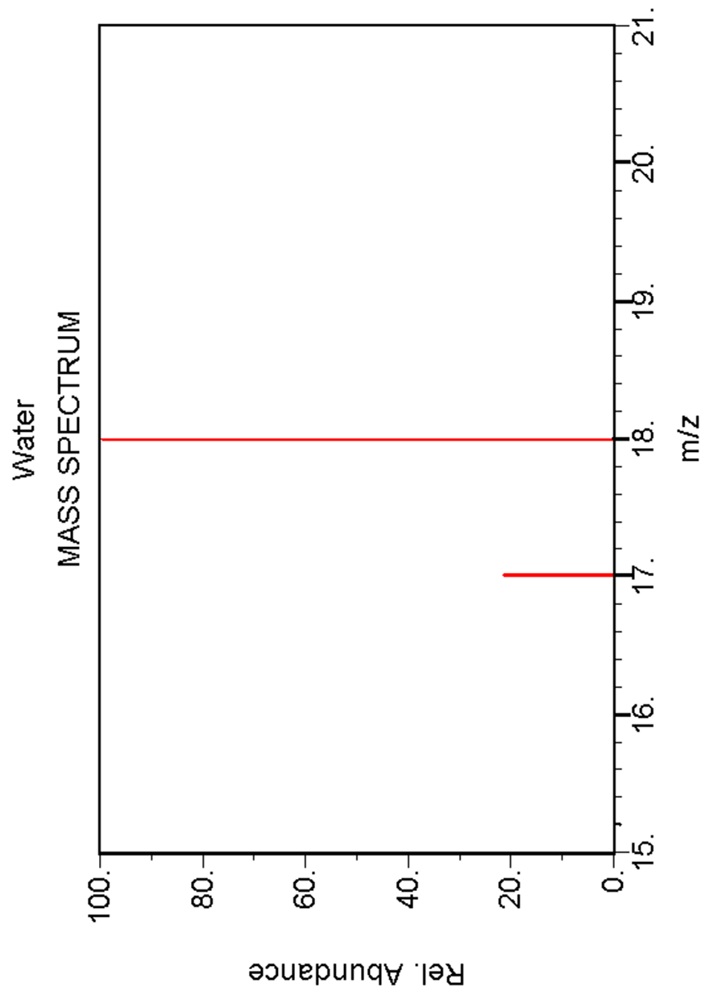 Water
MASS SPECTRUM
Rel. Abundance
100.
80.
60.
40.
20.
0.
15. 16. 17. 18. 19. 20. 21.
m/z